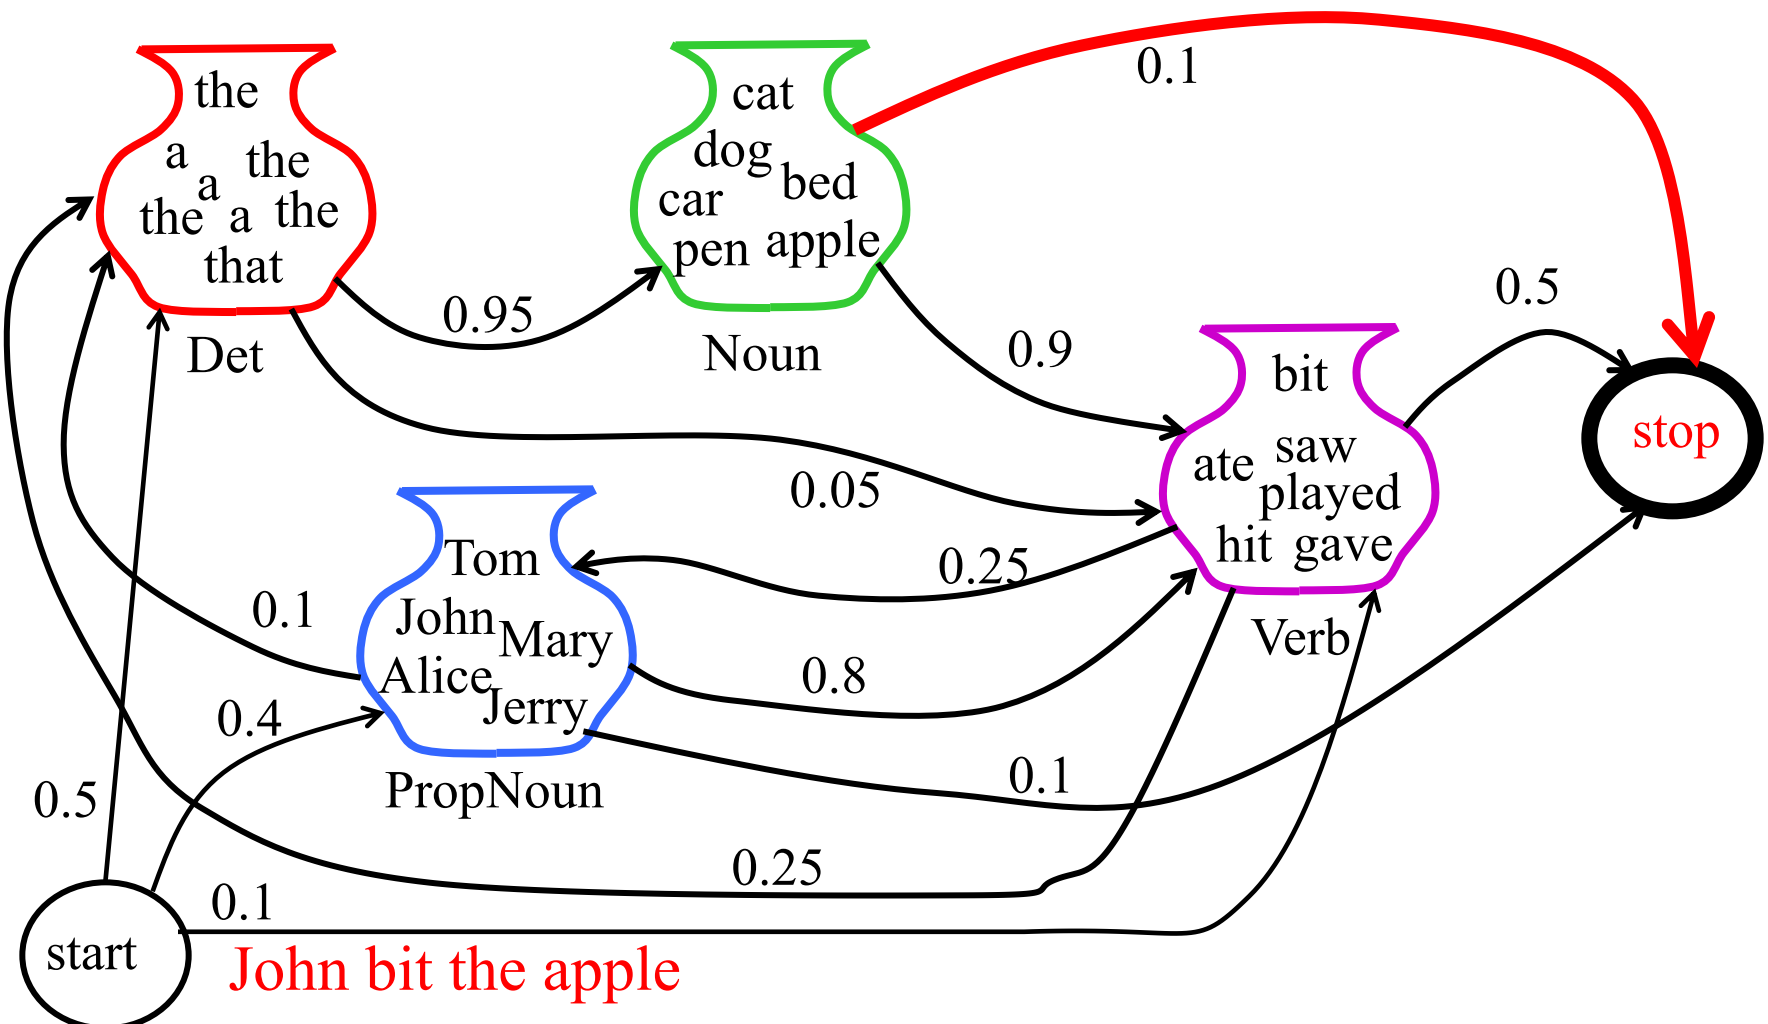 the
a
the
a
the
a
the
that
Det
cat
dog
bed
car
pen
apple
Noun
0.1
0.95
0.9
0.5
bit
saw
ate
played
hit
gave
Verb
stop
0.05
0.25
Tom
John
Mary
Alice
Jerry
PropNoun
0.1
0.8
0.4
0.1
0.5
0.25
0.1
start
John bit the apple